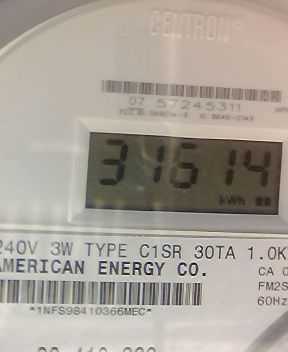 CENTRON®
07 57245311
31614
kWh
240V 3W TYPE C1SR 30TA 1.0K
AMERICAN ENERGY CO.
CA 0
FM2S
60Hz
*1NFS98410366MEC*